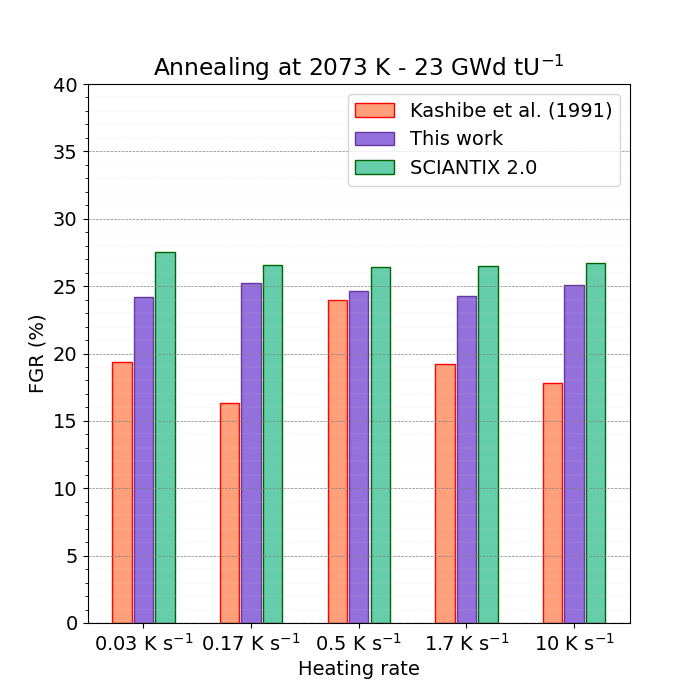 Annealing at 2073 K - 23 GWd tU⁻¹
Kashibe et al. (1991)
This work
SCIANTIX 2.0
FGR (%)
40
35
30
25
20
15
10
5
0
0.03 K s⁻¹ 0.17 K s⁻¹ 0.5 K s⁻¹ 1.7 K s⁻¹ 10 K s⁻¹
Heating rate